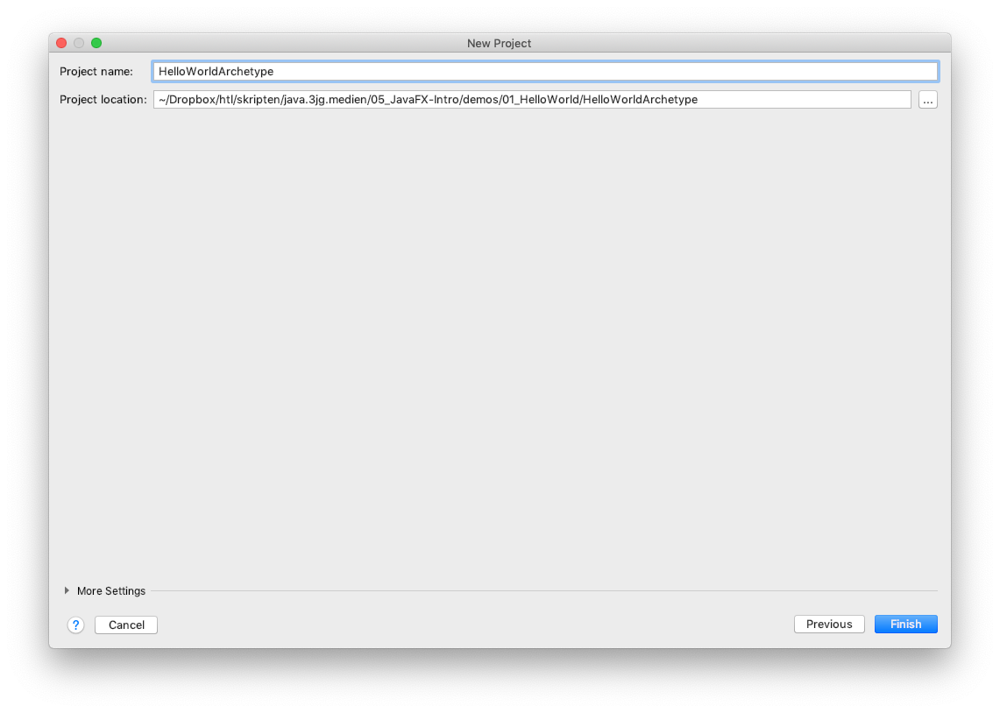 New Project
Project name: HelloWorldArchetype
Project location: ~/Dropbox/htl/skripten/java.3jg.medien/05_JavaFX-Intro/demos/01_HelloWorld/HelloWorldArchetype ...
More Settings
? Cancel Previous Finish